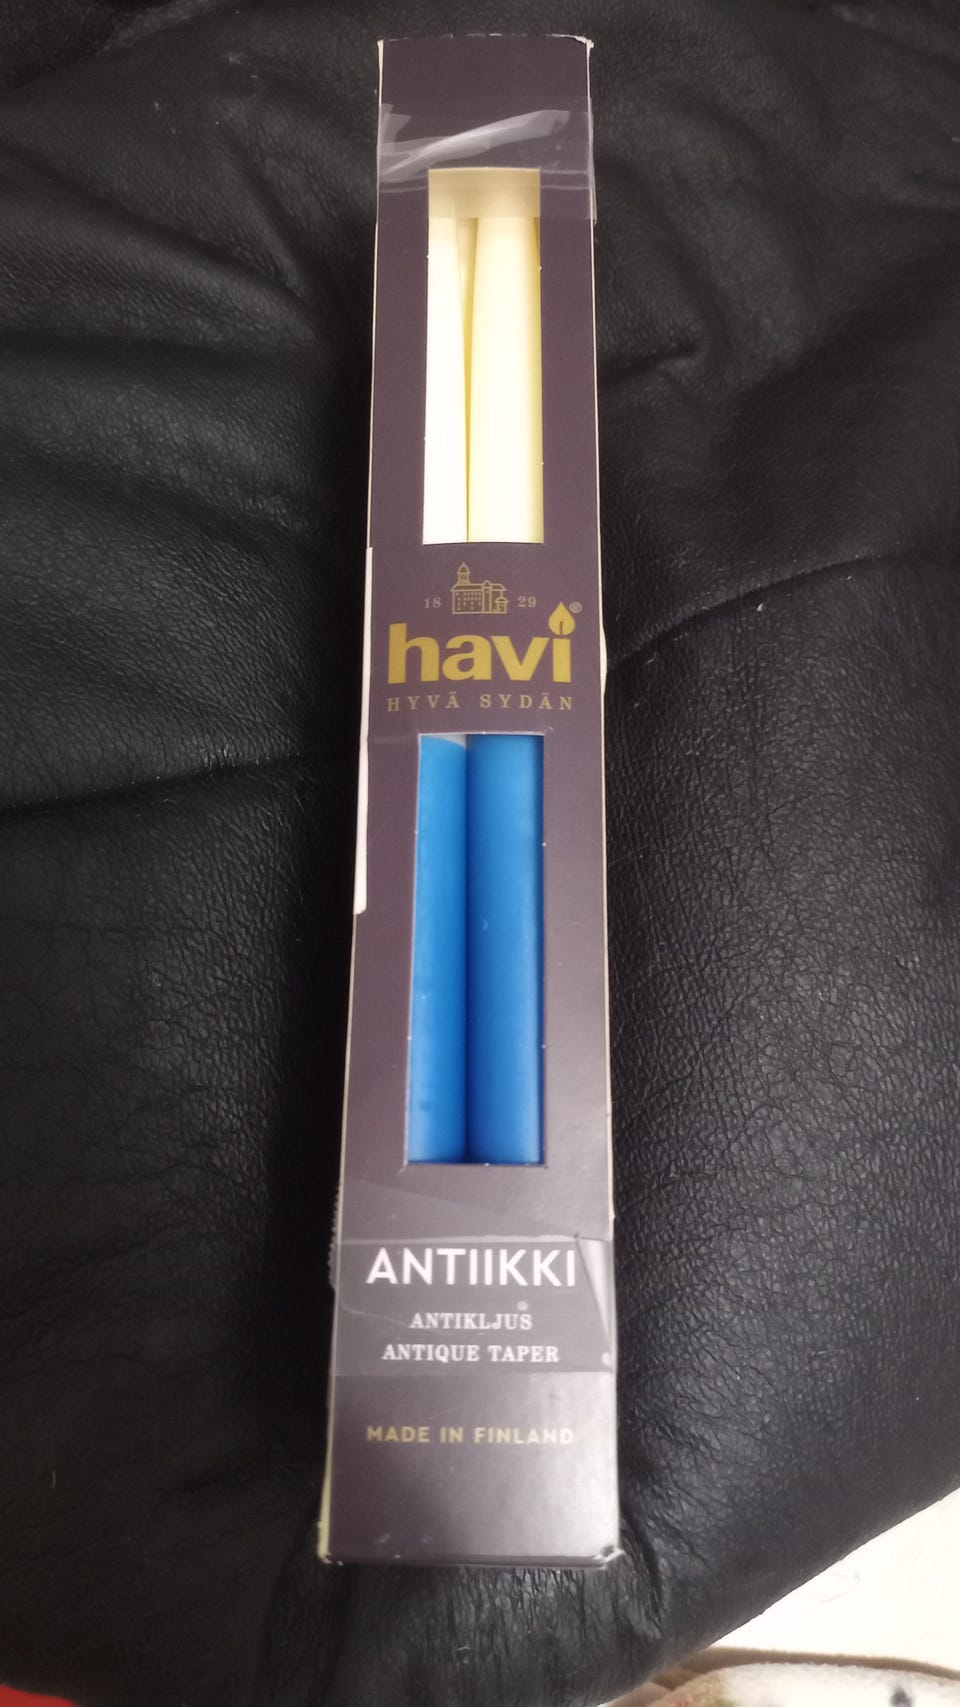 18 29
havi®
HYVÄ SYDÄN
ANTIIKKI
ANTIKLJUS
ANTIQUE TAPER
MADE IN FINLAND